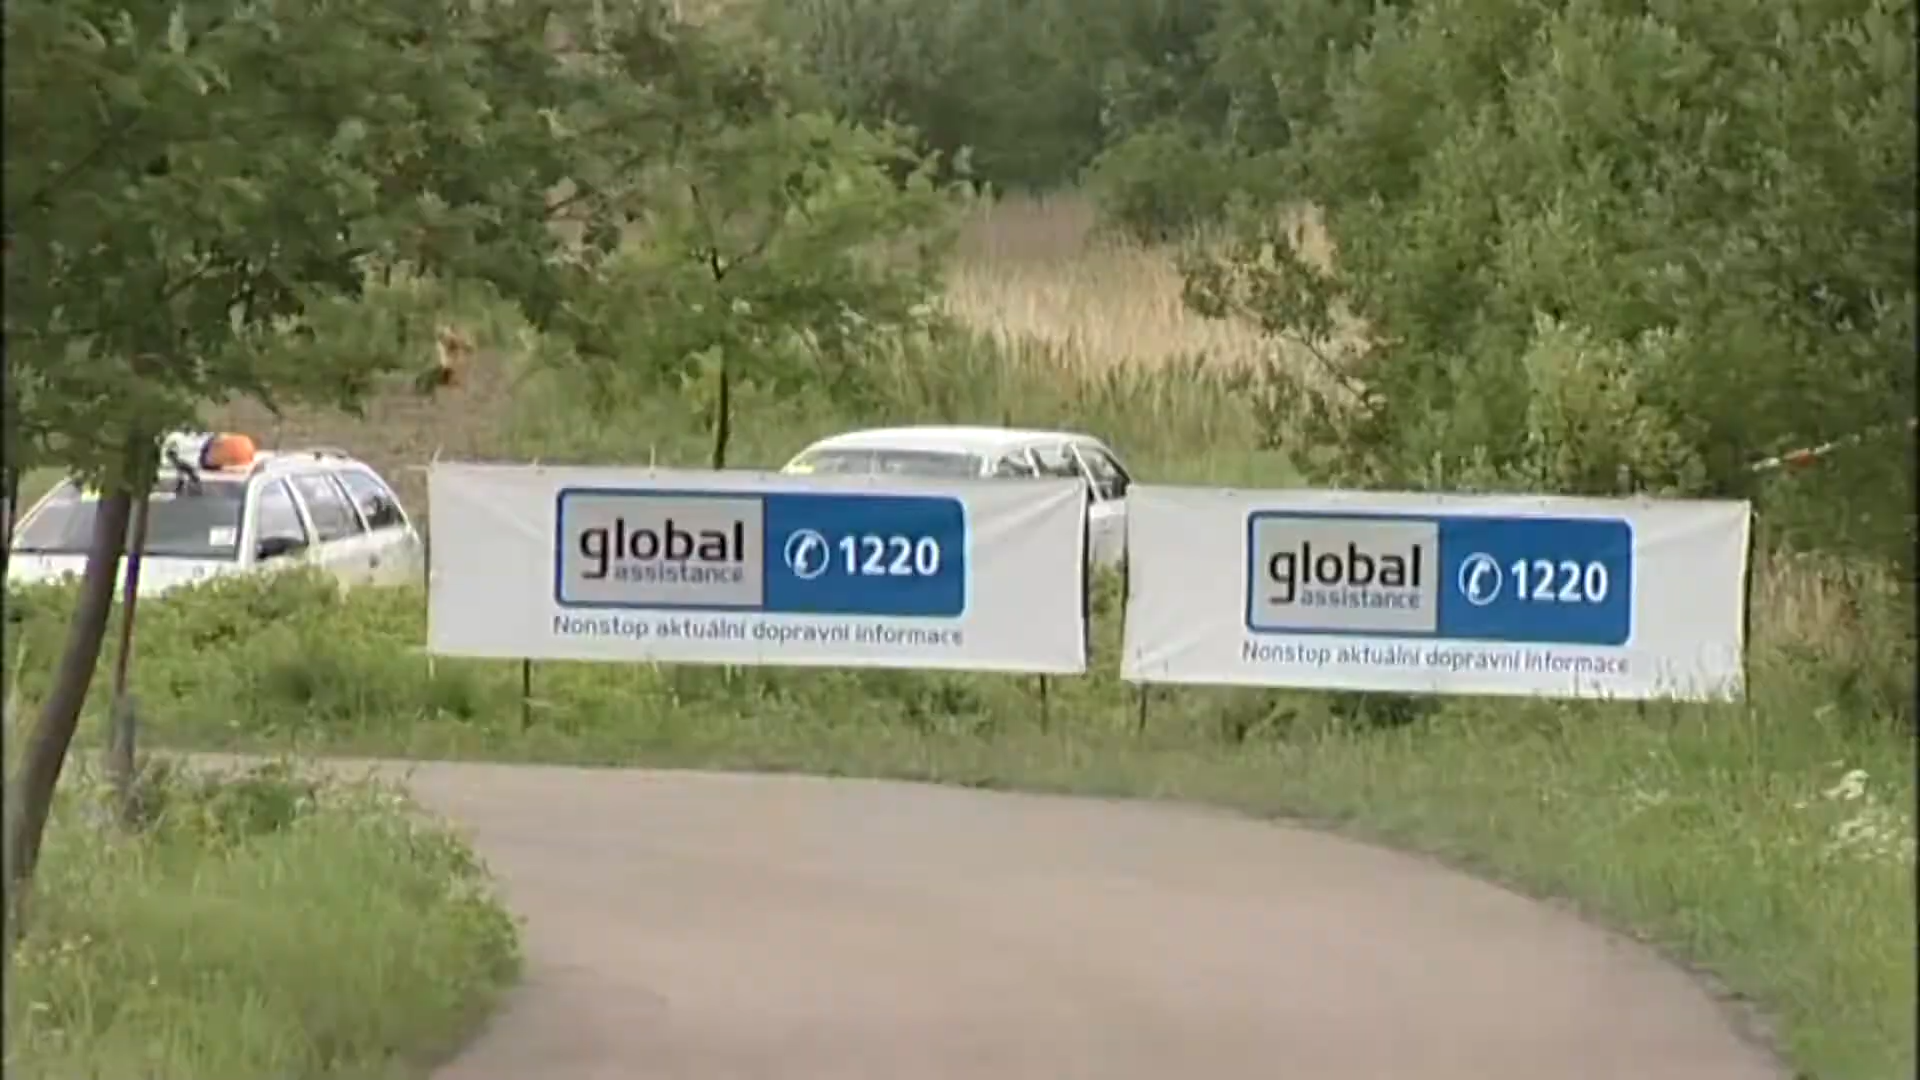 global
assistance
1220
Nonstop aktuální dopravní informace
global
assistance
1220
Nonstop aktuální dopravní informace